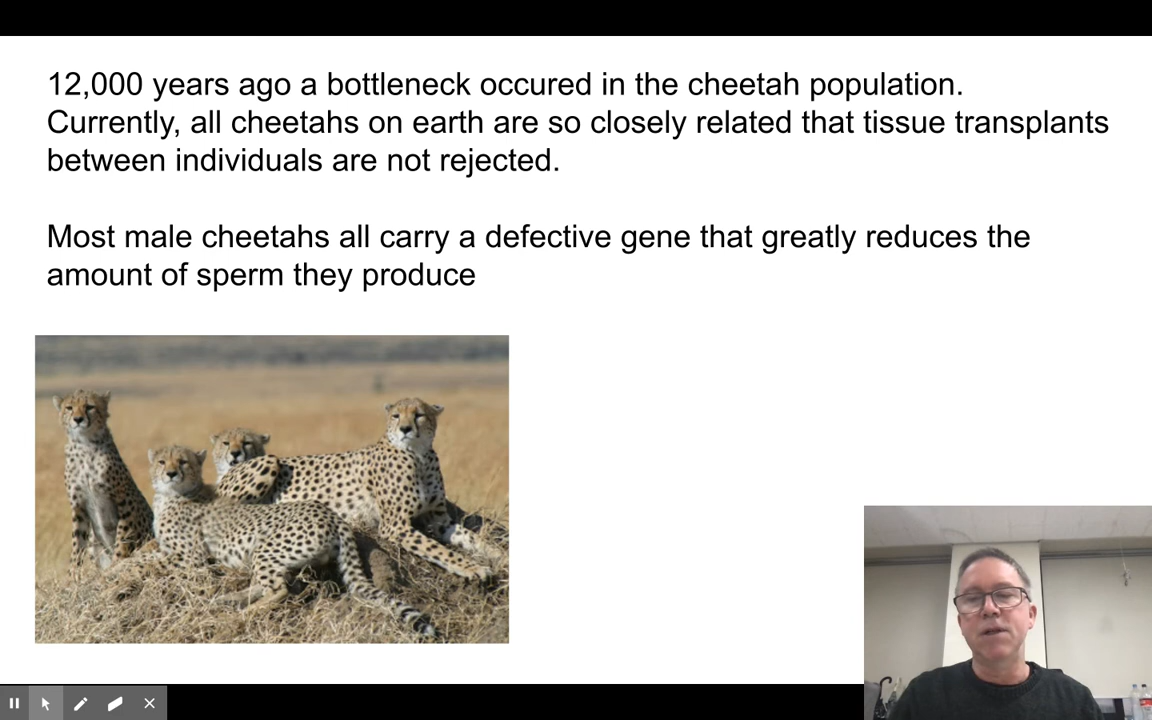 12,000 years ago a bottleneck occured in the cheetah population.
Currently, all cheetahs on earth are so closely related that tissue transplants
between individuals are not rejected.
Most male cheetahs all carry a defective gene that greatly reduces the
amount of sperm they produce